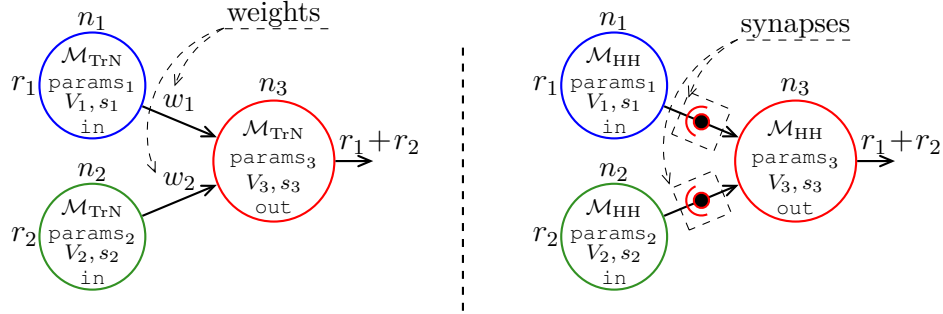 weights
n₁
ℳ_TrN
params₁
V₁, s₁
in
r₁
w₁
n₂
ℳ_TrN
params₂
V₂, s₂
in
r₂
w₂
n₃
ℳ_TrN
params₃
V₃, s₃
out
r₁+r₂
synapses
n₁
ℳ_HH
params₁
V₁, s₁
in
r₁
n₂
ℳ_HH
params₂
V₂, s₂
in
r₂
n₃
ℳ_HH
params₃
V₃, s₃
out
r₁+r₂